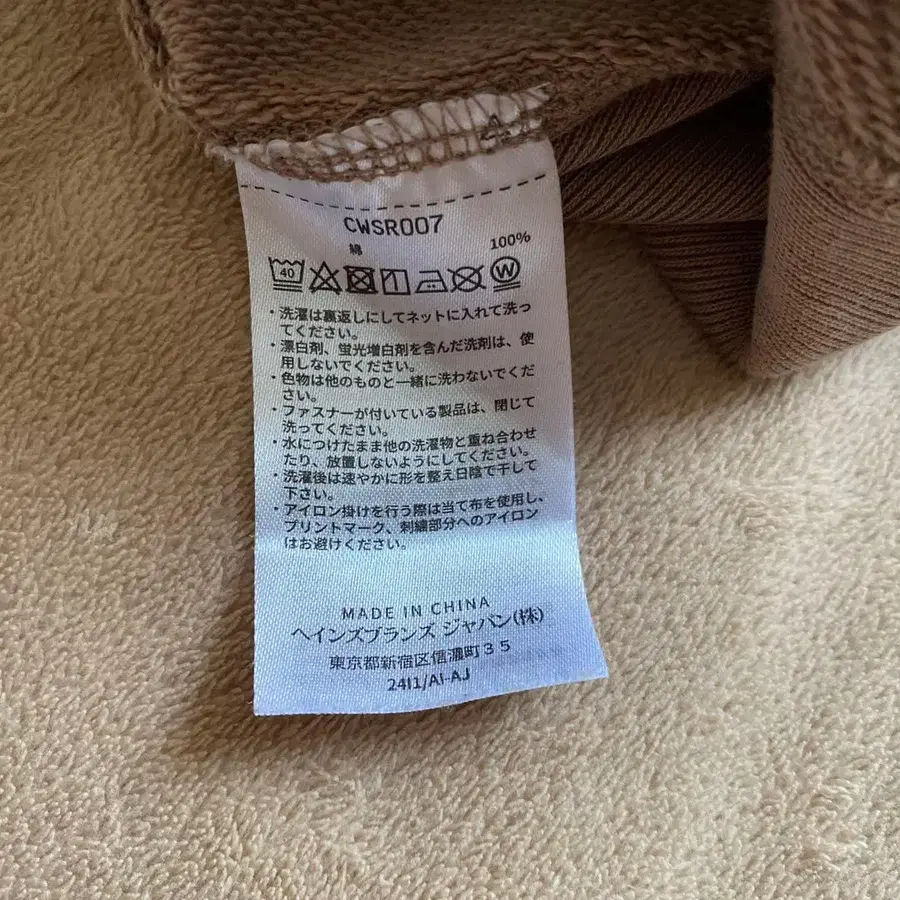 CWSR007
綿 100%
40
W
・洗濯は裏返しにしてネットに入れて洗っ
てください。
・漂白剤、蛍光増白剤を含んだ洗剤は、使
用しないでください。
・色物は他のものと一緒に洗わないでくだ
さい。
・ファスナーが付いている製品は、閉じて
洗ってください。
・水につけたまま他の洗濯物と重ね合わせ
たり、放置しないようにしてください。
・洗濯後は速やかに形を整え日陰で干して
下さい。
・アイロン掛けを行う際は当て布を使用し、
プリントマーク、刺繍部分へのアイロン
はお避けください。
MADE IN CHINA
ヘインズブランズ ジャパン(株)
東京都新宿区信濃町35
24I1/AI-AJ